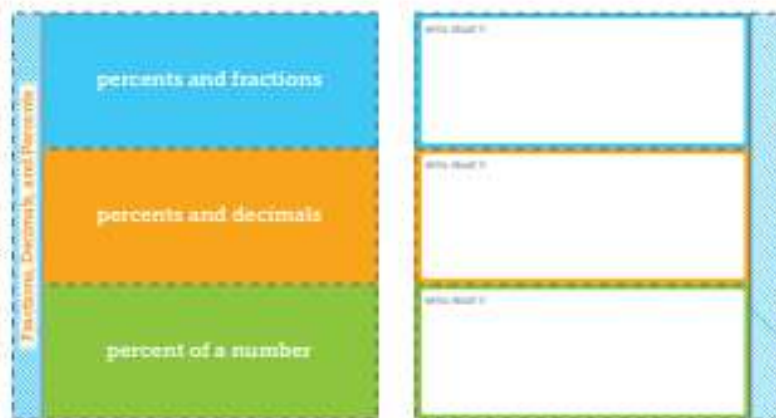 Fractions, Decimals, and Percents
percents and fractions
percents and decimals
percent of a number